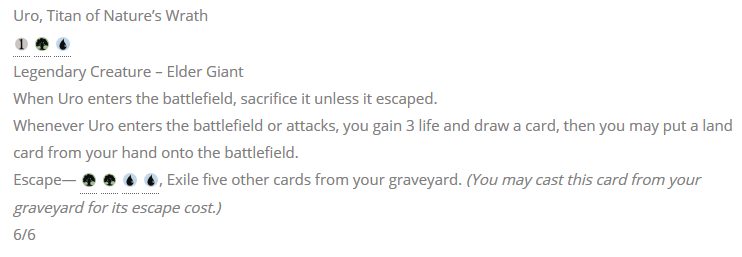 Uro, Titan of Nature’s Wrath
1
Legendary Creature – Elder Giant
When Uro enters the battlefield, sacrifice it unless it escaped.
Whenever Uro enters the battlefield or attacks, you gain 3 life and draw a card, then you may put a land
card from your hand onto the battlefield.
Escape— , Exile five other cards from your graveyard. (You may cast this card from your
graveyard for its escape cost.)
6/6